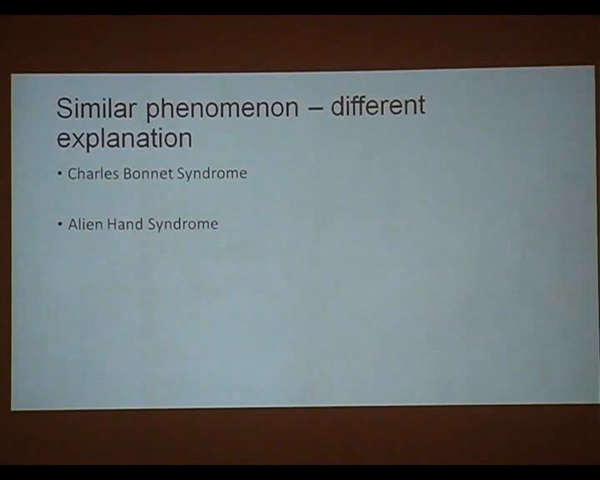 Similar phenomenon – different
explanation
• Charles Bonnet Syndrome
• Alien Hand Syndrome